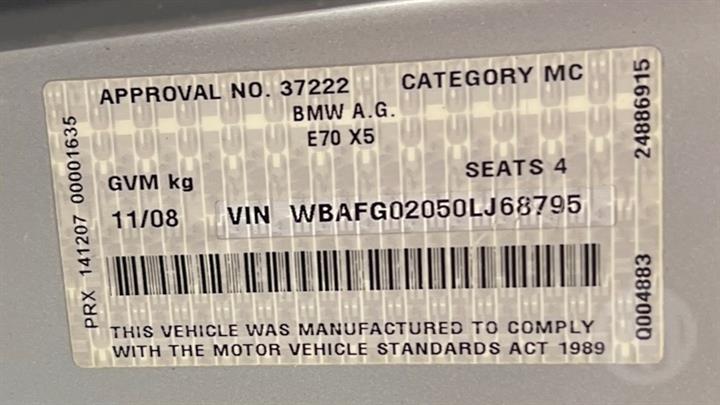 APPROVAL NO. 37222 CATEGORY MC
BMW A.G.
E70 X5
SEATS 4
GVM kg
11/08 VIN WBAFG02050LJ68795
THIS VEHICLE WAS MANUFACTURED TO COMPLY
WITH THE MOTOR VEHICLE STANDARDS ACT 1989
PRX 141207 00001635
24886915
Q004883